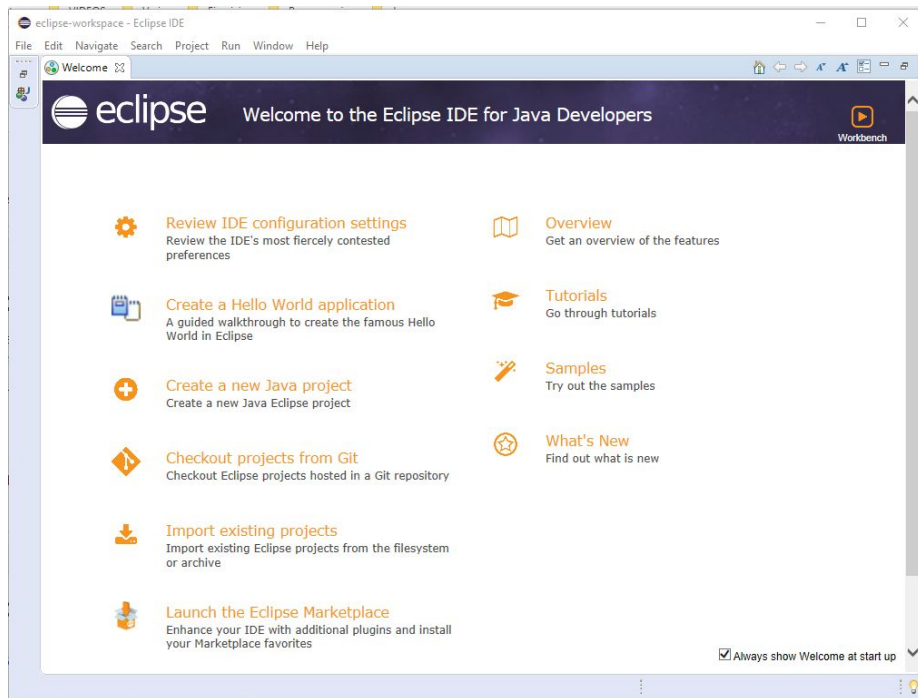 eclipse-workspace - Eclipse IDE
File Edit Navigate Search Project Run Window Help
Welcome
eclipse Welcome to the Eclipse IDE for Java Developers
Workbench
Review IDE configuration settings
Review the IDE's most fiercely contested
preferences
Create a Hello World application
A guided walkthrough to create the famous Hello
World in Eclipse
Create a new Java project
Create a new Java Eclipse project
Checkout projects from Git
Checkout Eclipse projects hosted in a Git repository
Import existing projects
Import existing Eclipse projects from the filesystem
or archive
Launch the Eclipse Marketplace
Enhance your IDE with additional plugins and install
your Marketplace favorites
Overview
Get an overview of the features
Tutorials
Go through tutorials
Samples
Try out the samples
What's New
Find out what is new
Always show Welcome at start up